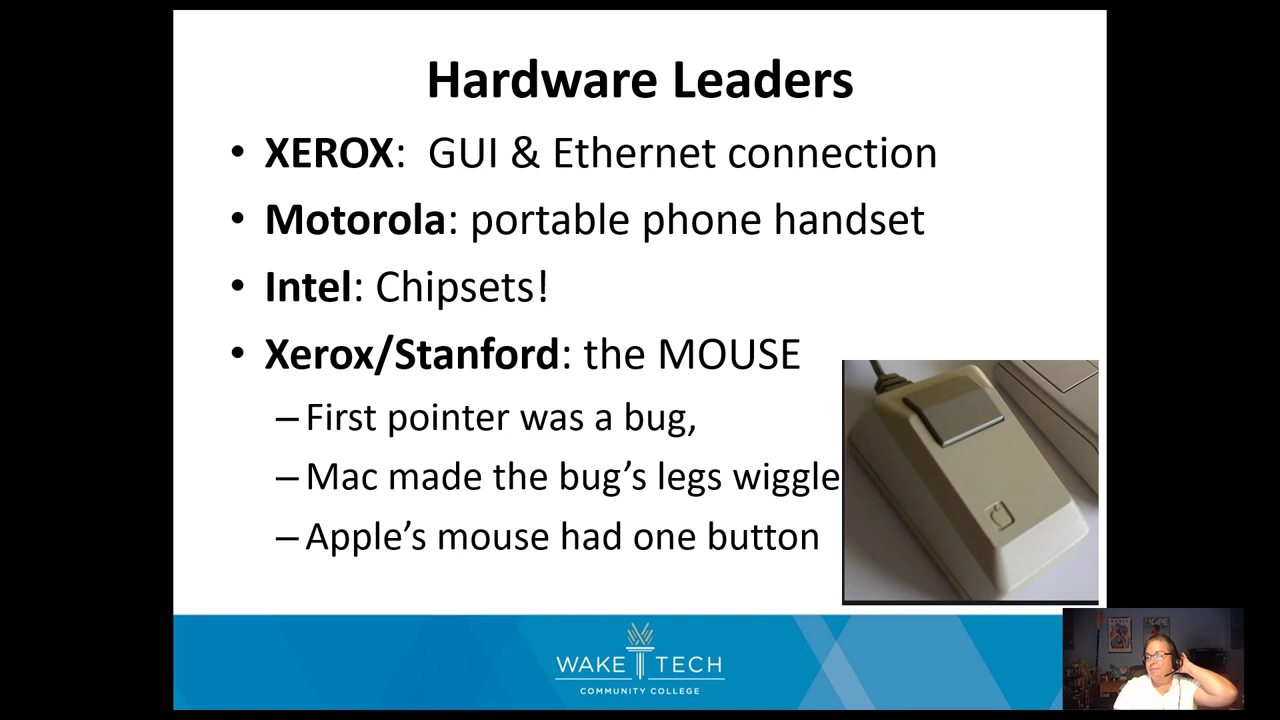 Hardware Leaders
• XEROX: GUI & Ethernet connection
• Motorola: portable phone handset
• Intel: Chipsets!
• Xerox/Stanford: the MOUSE
– First pointer was a bug,
– Mac made the bug’s legs wiggle
– Apple’s mouse had one button
WAKE TECH
COMMUNITY COLLEGE
HOPE